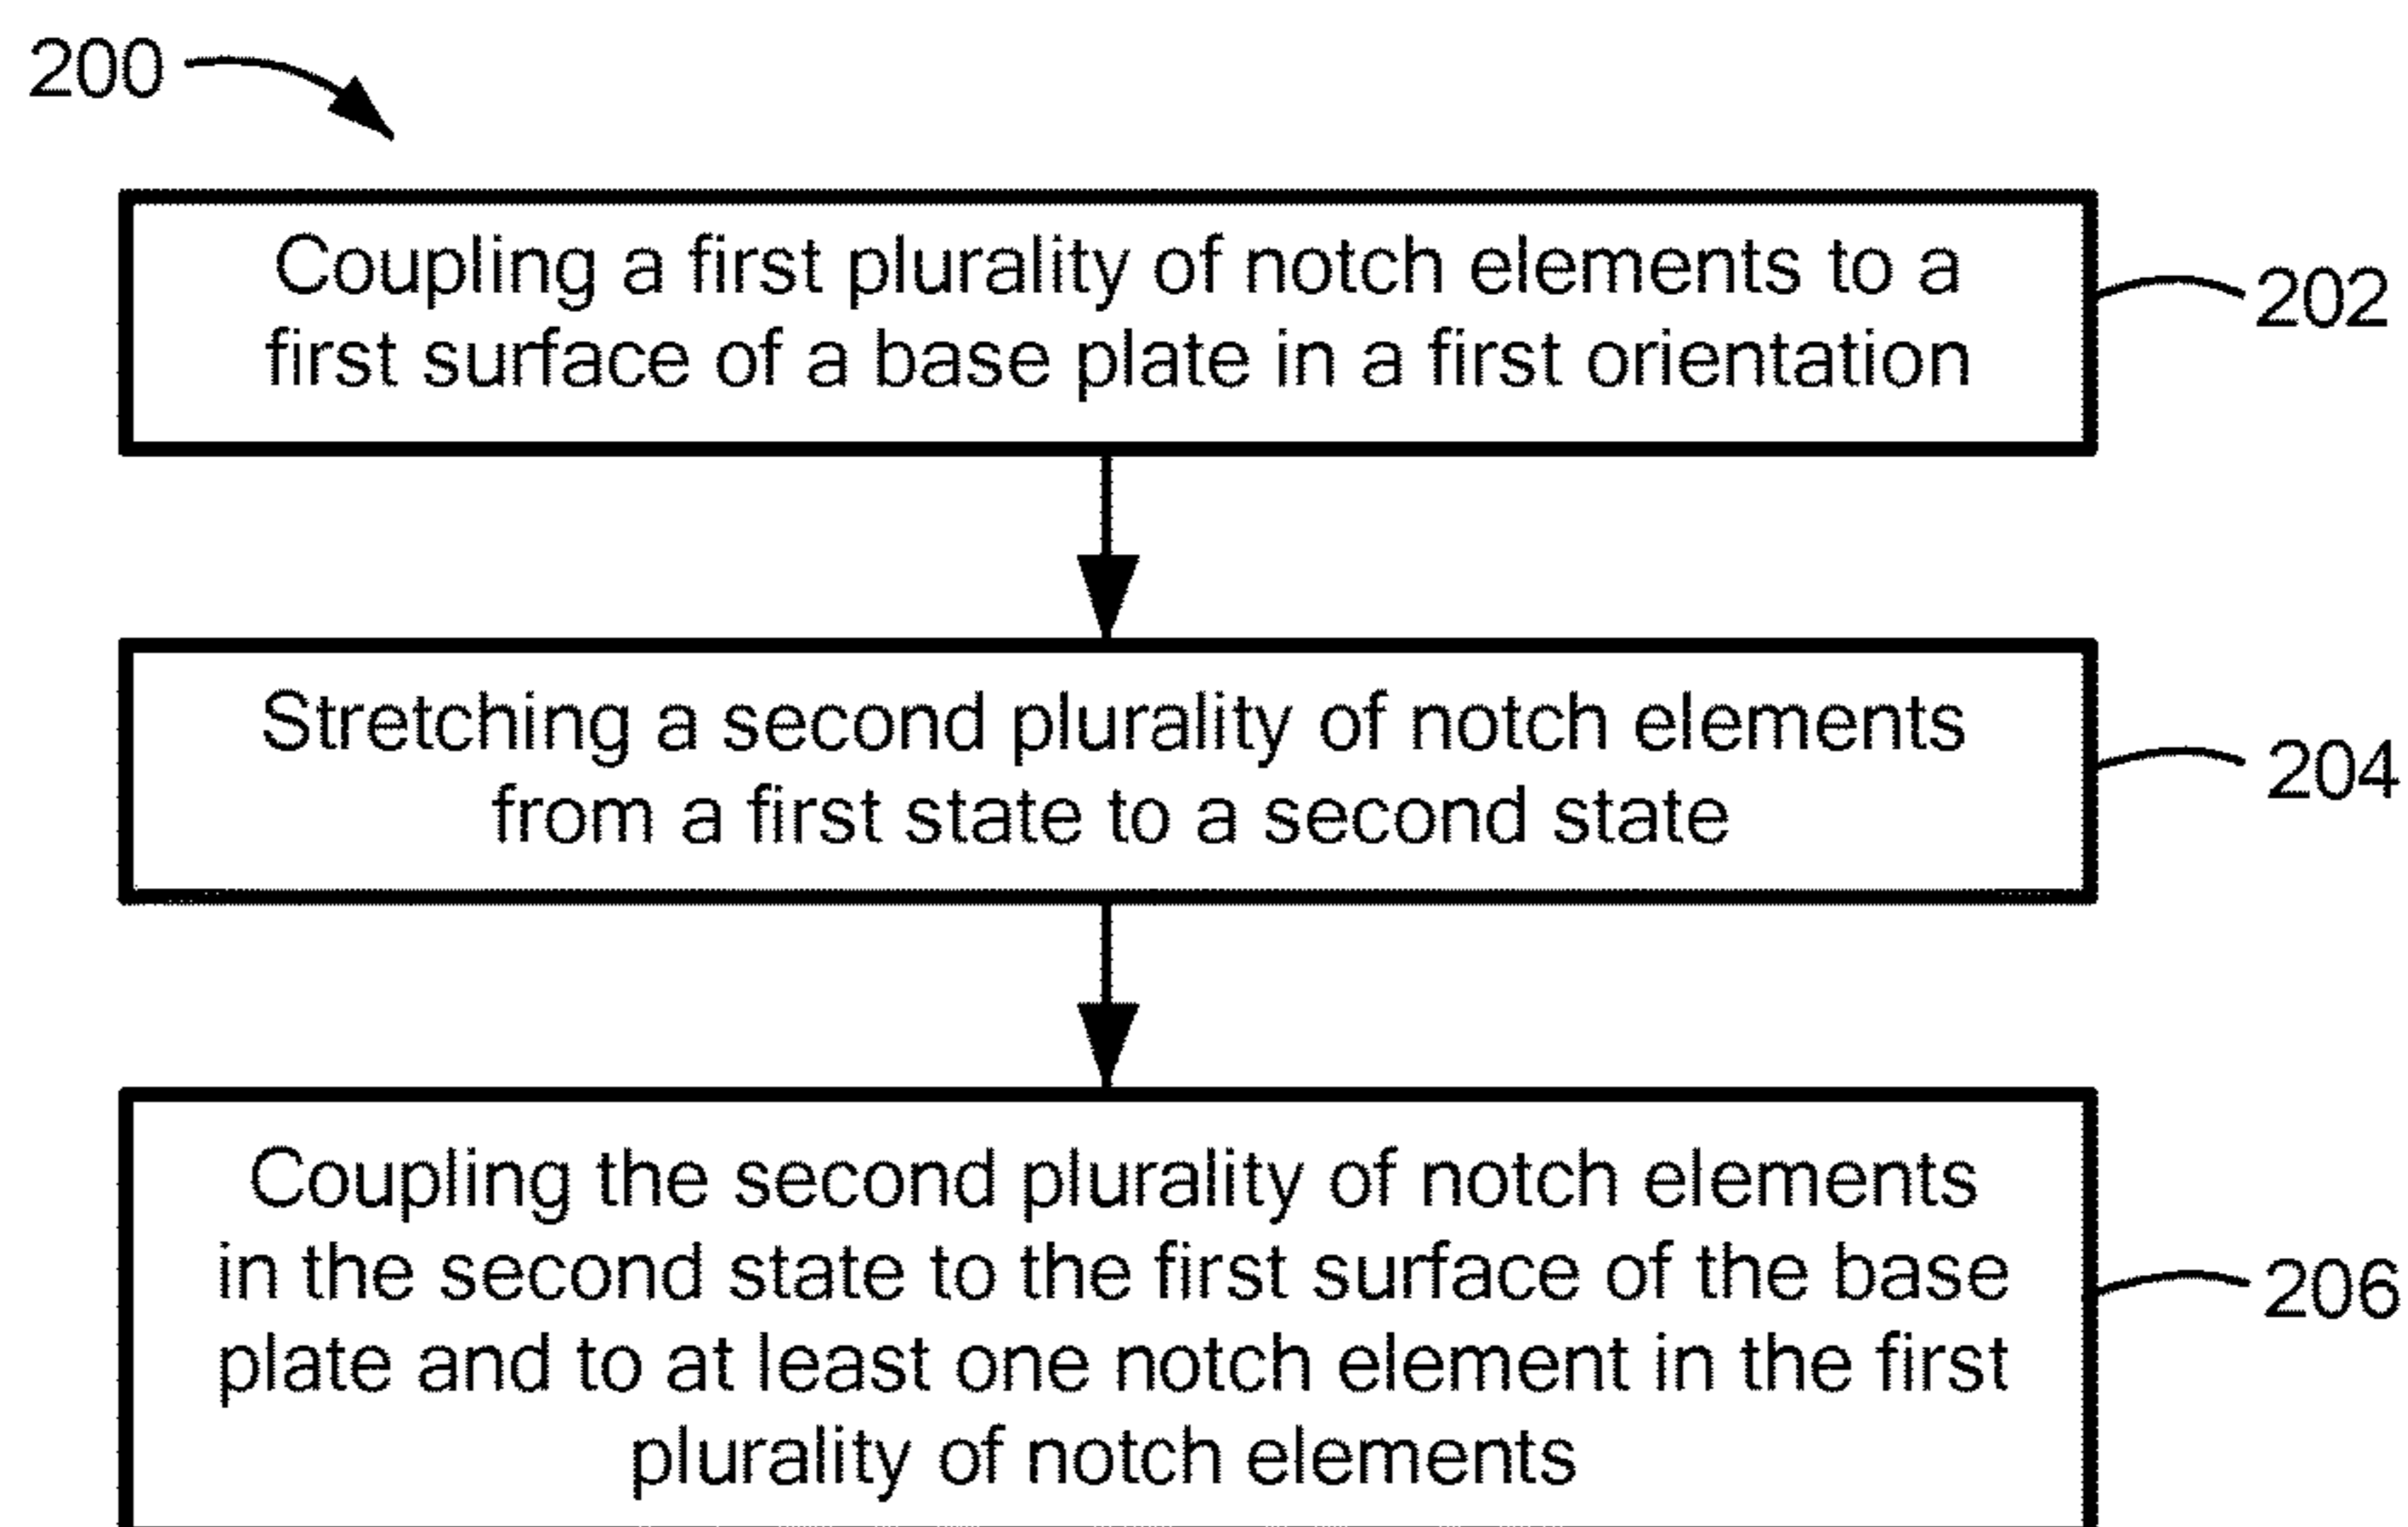 200
Coupling a first plurality of notch elements to a
first surface of a base plate in a first orientation
202
Stretching a second plurality of notch elements
from a first state to a second state
204
Coupling the second plurality of notch elements
in the second state to the first surface of the base
plate and to at least one notch element in the first
plurality of notch elements
206